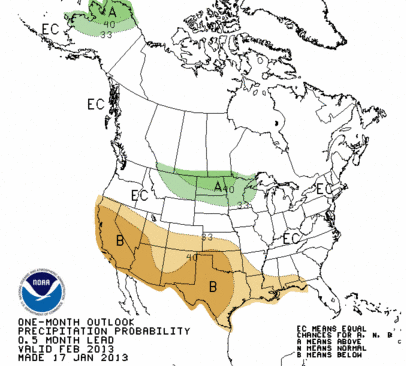 A
40
33
EC
EC
A
40
33
EC
EC
B
33
EC
40
B
NOAA
ONE-MONTH OUTLOOK
PRECIPITATION PROBABILITY
0.5 MONTH LEAD
VALID FEB 2013
MADE 17 JAN 2013
EC MEANS EQUAL
CHANCES FOR A, N, B
A MEANS ABOVE
N MEANS NORMAL
B MEANS BELOW